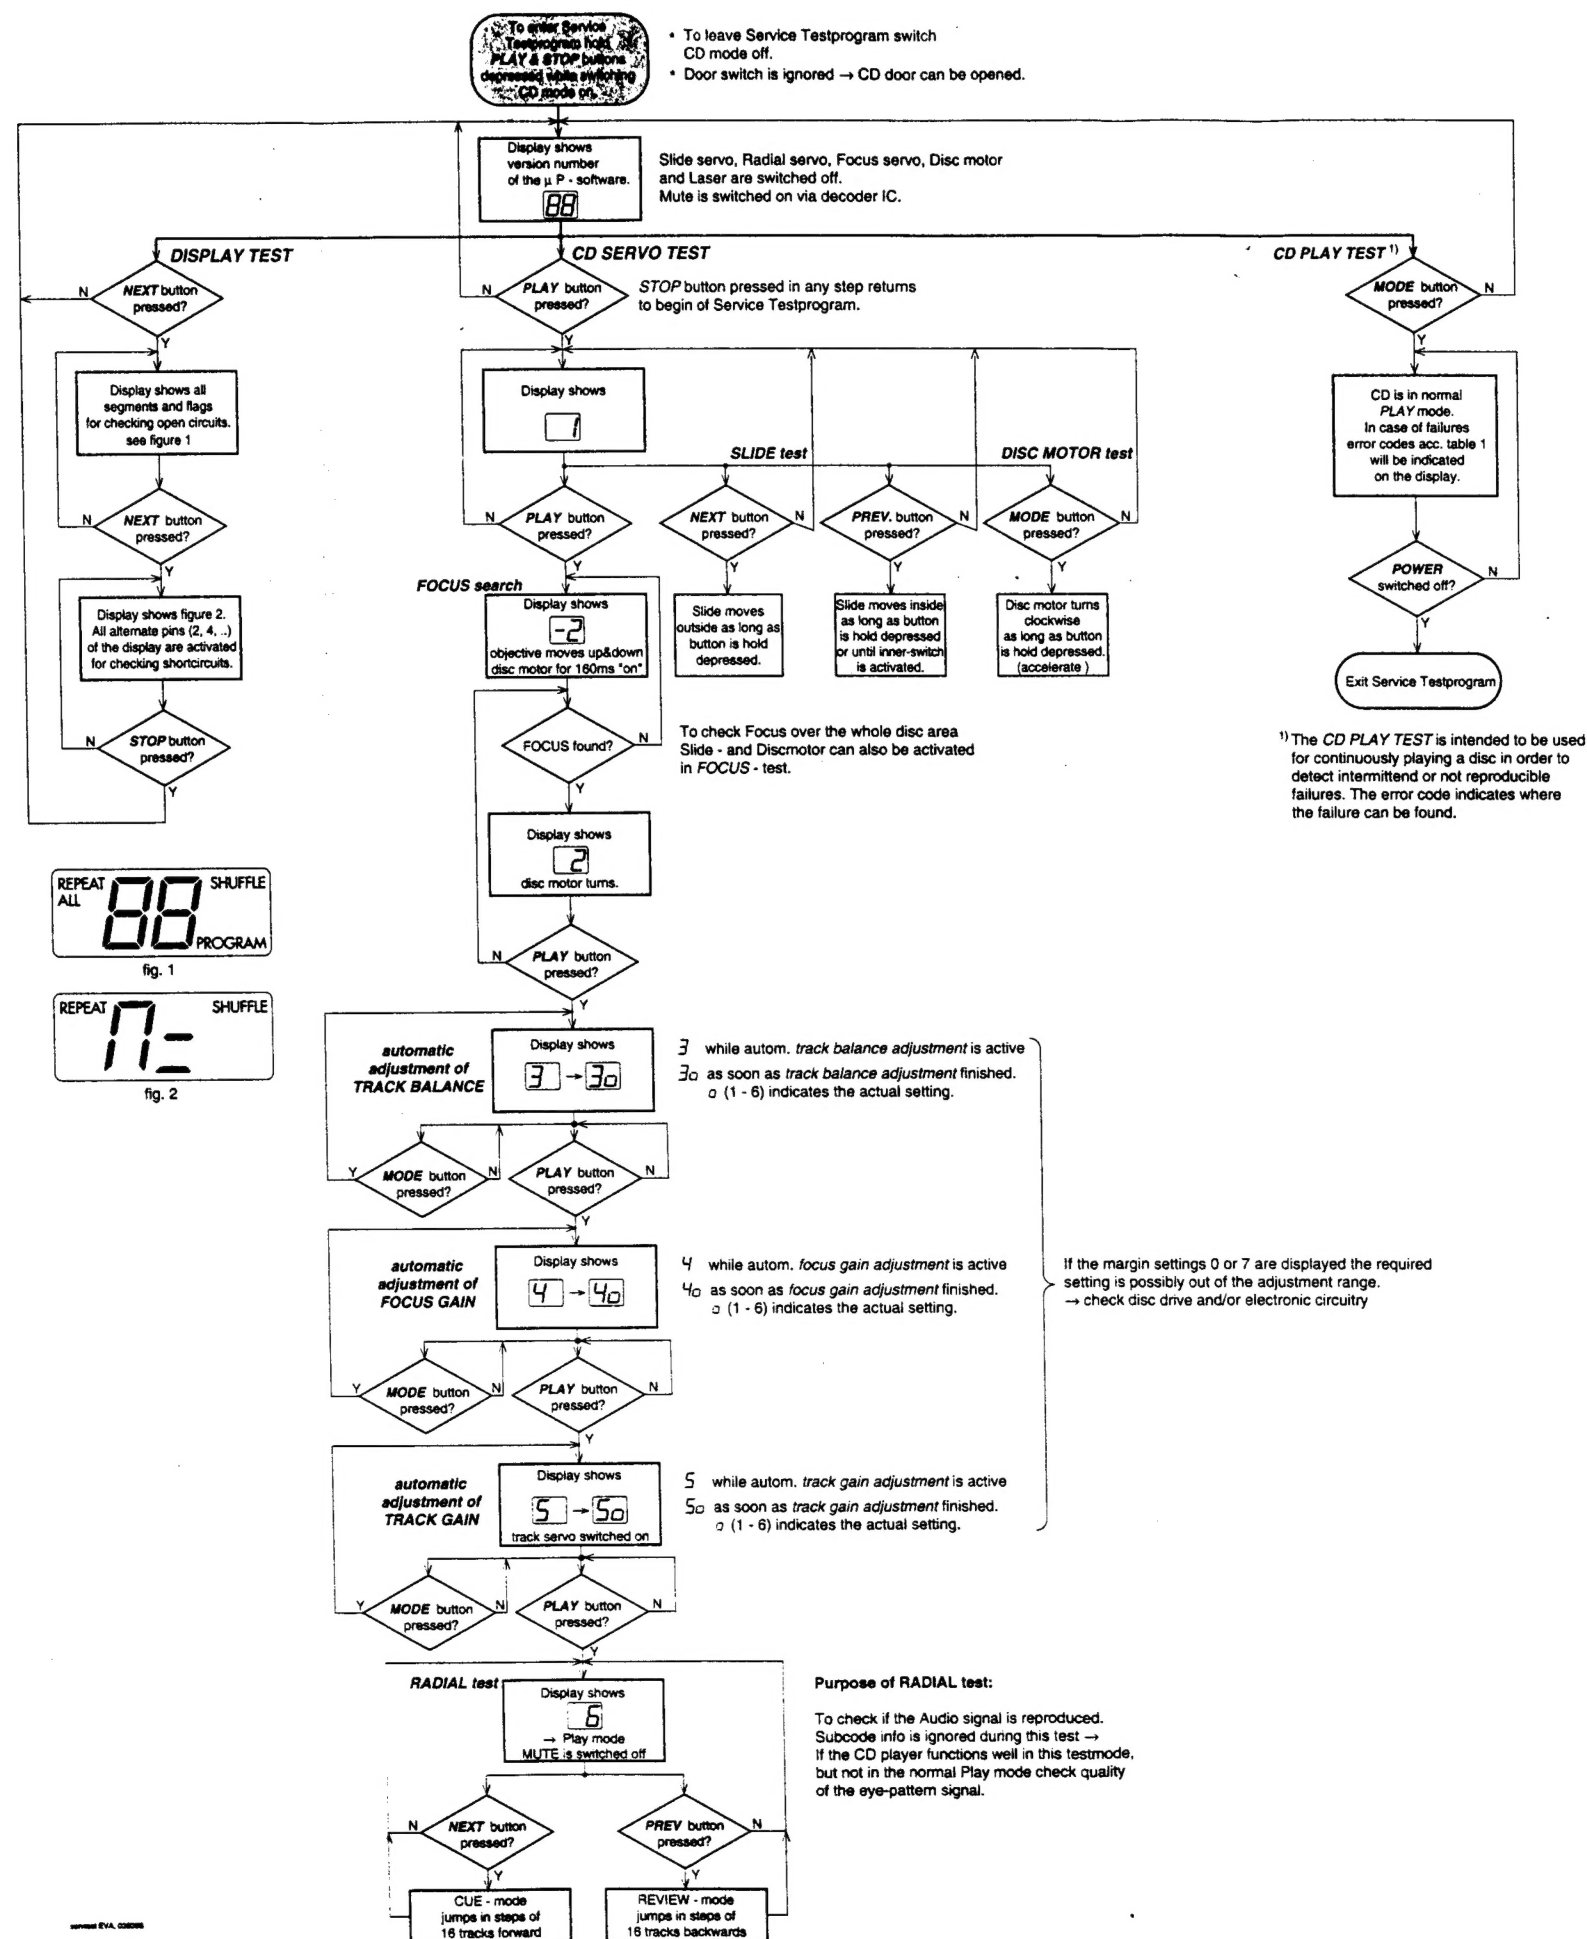 To enter Service
Testprogram hold
PLAY & STOP buttons
depressed while switching
CD mode on.
• To leave Service Testprogram switch
CD mode off.
• Door switch is ignored → CD door can be opened.
Display shows
version number
of the µ P - software.
88
Slide servo, Radial servo, Focus servo, Disc motor
and Laser are switched off.
Mute is switched on via decoder IC.
DISPLAY TEST
NEXT button
pressed?
N
Y
Display shows all
segments and flags
for checking open circuits.
see figure 1
NEXT button
pressed?
N
Y
Display shows figure 2.
All alternate pins (2, 4, ..)
of the display are activated
for checking shortcircuits.
STOP button
pressed?
N
Y
REPEAT
ALL
88
SHUFFLE
PROGRAM
fig. 1
REPEAT
SHUFFLE
fig. 2
CD SERVO TEST
PLAY button
pressed?
N
Y
STOP button pressed in any step returns
to begin of Service Testprogram.
Display shows
1
SLIDE test
DISC MOTOR test
PLAY button
pressed?
N
Y
NEXT button
pressed?
N
Y
PREV. button
pressed?
N
Y
MODE button
pressed?
N
Y
FOCUS search
Display shows
-2
objective moves up&down
disc motor for 160ms "on"
Slide moves
outside as long as
button is hold
depressed.
Slide moves inside
as long as button
is hold depressed
or until inner-switch
is activated.
Disc motor turns
clockwise
as long as button
is hold depressed.
(accelerate )
FOCUS found?
N
Y
To check Focus over the whole disc area
Slide - and Discmotor can also be activated
in FOCUS - test.
Display shows
2
disc motor turns.
PLAY button
pressed?
N
Y
automatic
adjustment of
TRACK BALANCE
Display shows
3 → 3o
3 while autom. track balance adjustment is active
3o as soon as track balance adjustment finished.
o (1 - 6) indicates the actual setting.
MODE button
pressed?
Y
N
PLAY button
pressed?
N
Y
automatic
adjustment of
FOCUS GAIN
Display shows
4 → 4o
4 while autom. focus gain adjustment is active
4o as soon as focus gain adjustment finished.
o (1 - 6) indicates the actual setting.
If the margin settings 0 or 7 are displayed the required
setting is possibly out of the adjustment range.
→ check disc drive and/or electronic circuitry
MODE button
pressed?
Y
N
PLAY button
pressed?
N
Y
automatic
adjustment of
TRACK GAIN
Display shows
5 → 5o
track servo switched on
5 while autom. track gain adjustment is active
5o as soon as track gain adjustment finished.
o (1 - 6) indicates the actual setting.
MODE button
pressed?
Y
N
PLAY button
pressed?
N
Y
RADIAL test
Display shows
6
→ Play mode
MUTE is switched off
Purpose of RADIAL test:
To check if the Audio signal is reproduced.
Subcode info is ignored during this test →
If the CD player functions well in this testmode,
but not in the normal Play mode check quality
of the eye-pattern signal.
NEXT button
pressed?
N
Y
PREV button
pressed?
N
Y
CUE - mode
jumps in steps of
16 tracks forward
REVIEW - mode
jumps in steps of
16 tracks backwards
CD PLAY TEST 1)
MODE button
pressed?
N
Y
CD is in normal
PLAY mode.
In case of failures
error codes acc. table 1
will be indicated
on the display.
POWER
switched off?
N
Y
Exit Service Testprogram
1) The CD PLAY TEST is intended to be used
for continuously playing a disc in order to
detect intermittend or not reproducible
failures. The error code indicates where
the failure can be found.
EVA,